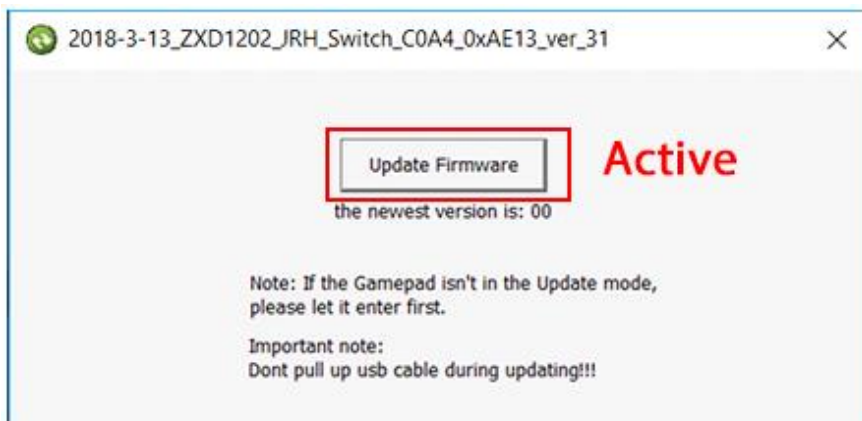 2018-3-13_ZXD1202_JRH_Switch_C0A4_0xAE13_ver_31
Update Firmware
Active
the newest version is: 00
Note: If the Gamepad isn't in the Update mode,
please let it enter first.
Important note:
Dont pull up usb cable during updating!!!